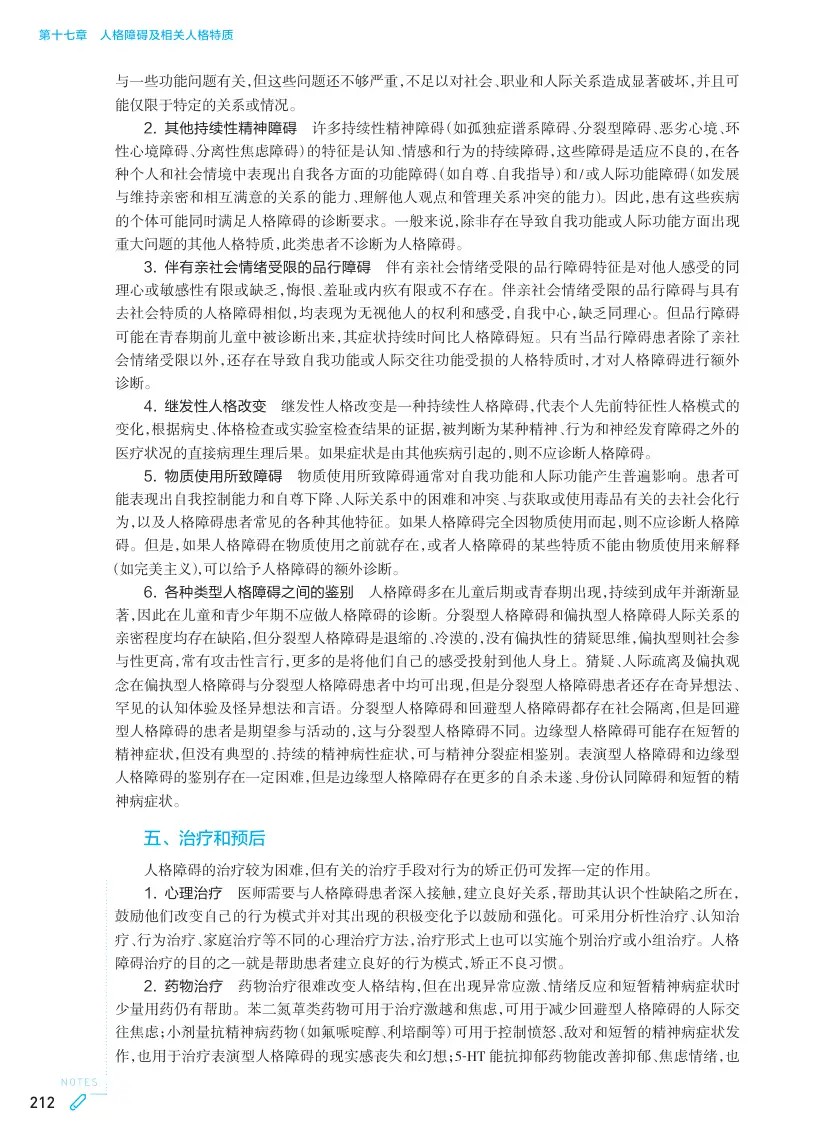 第十七章 人格障碍及相关人格特质
与一些功能问题有关,但这些问题还不够严重,不足以对社会、职业和人际关系造成显著破坏,并且可
能仅限于特定的关系或情况。
2. 其他持续性精神障碍 许多持续性精神障碍(如孤独症谱系障碍、分裂型障碍、恶劣心境、环
性心境障碍、分离性焦虑障碍)的特征是认知、情感和行为的持续障碍,这些障碍是适应不良的,在各
种个人和社会情境中表现出自我各方面的功能障碍(如自尊、自我指导)和/或人际功能障碍(如发展
与维持亲密和相互满意的关系的能力、理解他人观点和管理关系冲突的能力)。因此,患有这些疾病
的个体可能同时满足人格障碍的诊断要求。一般来说,除非存在导致自我功能或人际功能方面出现
重大问题的其他人格特质,此类患者不诊断为人格障碍。
3. 伴有亲社会情绪受限的品行障碍 伴有亲社会情绪受限的品行障碍特征是对他人感受的同
理心或敏感性有限或缺乏,悔恨、羞耻或内疚有限或不存在。伴亲社会情绪受限的品行障碍与具有
去社会特质的人格障碍相似,均表现为无视他人的权利和感受,自我中心,缺乏同理心。但品行障碍
可能在青春期前儿童中被诊断出来,其症状持续时间比人格障碍短。只有当品行障碍患者除了亲社
会情绪受限以外,还存在导致自我功能或人际交往功能受损的人格特质时,才对人格障碍进行额外
诊断。
4. 继发性人格改变 继发性人格改变是一种持续性人格障碍,代表个人先前特征性人格模式的
变化,根据病史、体格检查或实验室检查结果的证据,被判断为某种精神、行为和神经发育障碍之外的
医疗状况的直接病理生理后果。如果症状是由其他疾病引起的,则不应诊断人格障碍。
5. 物质使用所致障碍 物质使用所致障碍通常对自我功能和人际功能产生普遍影响。患者可
能表现出自我控制能力和自尊下降、人际关系中的困难和冲突、与获取或使用毒品有关的去社会化行
为,以及人格障碍患者常见的各种其他特征。如果人格障碍完全因物质使用而起,则不应诊断人格障
碍。但是,如果人格障碍在物质使用之前就存在,或者人格障碍的某些特质不能由物质使用来解释
(如完美主义),可以给予人格障碍的额外诊断。
6. 各种类型人格障碍之间的鉴别 人格障碍多在儿童后期或青春期出现,持续到成年并渐渐显
著,因此在儿童和青少年期不应做人格障碍的诊断。分裂型人格障碍和偏执型人格障碍人际关系的
亲密程度均存在缺陷,但分裂型人格障碍是退缩的、冷漠的,没有偏执性的猜疑思维,偏执型则社会参
与性更高,常有攻击性言行,更多的是将他们自己的感受投射到他人身上。猜疑、人际疏离及偏执观
念在偏执型人格障碍与分裂型人格障碍患者中均可出现,但是分裂型人格障碍患者还存在奇异想法、
罕见的认知体验及怪异想法和言语。分裂型人格障碍和回避型人格障碍都存在社会隔离,但是回避
型人格障碍的患者是期望参与活动的,这与分裂型人格障碍不同。边缘型人格障碍可能存在短暂的
精神症状,但没有典型的、持续的精神病性症状,可与精神分裂症相鉴别。表演型人格障碍和边缘型
人格障碍的鉴别存在一定困难,但是边缘型人格障碍存在更多的自杀未遂、身份认同障碍和短暂的精
神病症状。
五、治疗和预后
人格障碍的治疗较为困难,但有关的治疗手段对行为的矫正仍可发挥一定的作用。
1. 心理治疗 医师需要与人格障碍患者深入接触,建立良好关系,帮助其认识个性缺陷之所在,
鼓励他们改变自己的行为模式并对其出现的积极变化予以鼓励和强化。可采用分析性治疗、认知治
疗、行为治疗、家庭治疗等不同的心理治疗方法,治疗形式上也可以实施个别治疗或小组治疗。人格
障碍治疗的目的之一就是帮助患者建立良好的行为模式,矫正不良习惯。
2. 药物治疗 药物治疗很难改变人格结构,但在出现异常应激、情绪反应和短暂精神病症状时
少量用药仍有帮助。苯二氮䓬类药物可用于治疗激越和焦虑,可用于减少回避型人格障碍的人际交
往焦虑;小剂量抗精神病药物(如氟哌啶醇、利培酮等)可用于控制愤怒、敌对和短暂的精神病症状发
作,也用于治疗表演型人格障碍的现实感丧失和幻想;5-HT 能抗抑郁药物能改善抑郁、焦虑情绪,也
NOTES
212